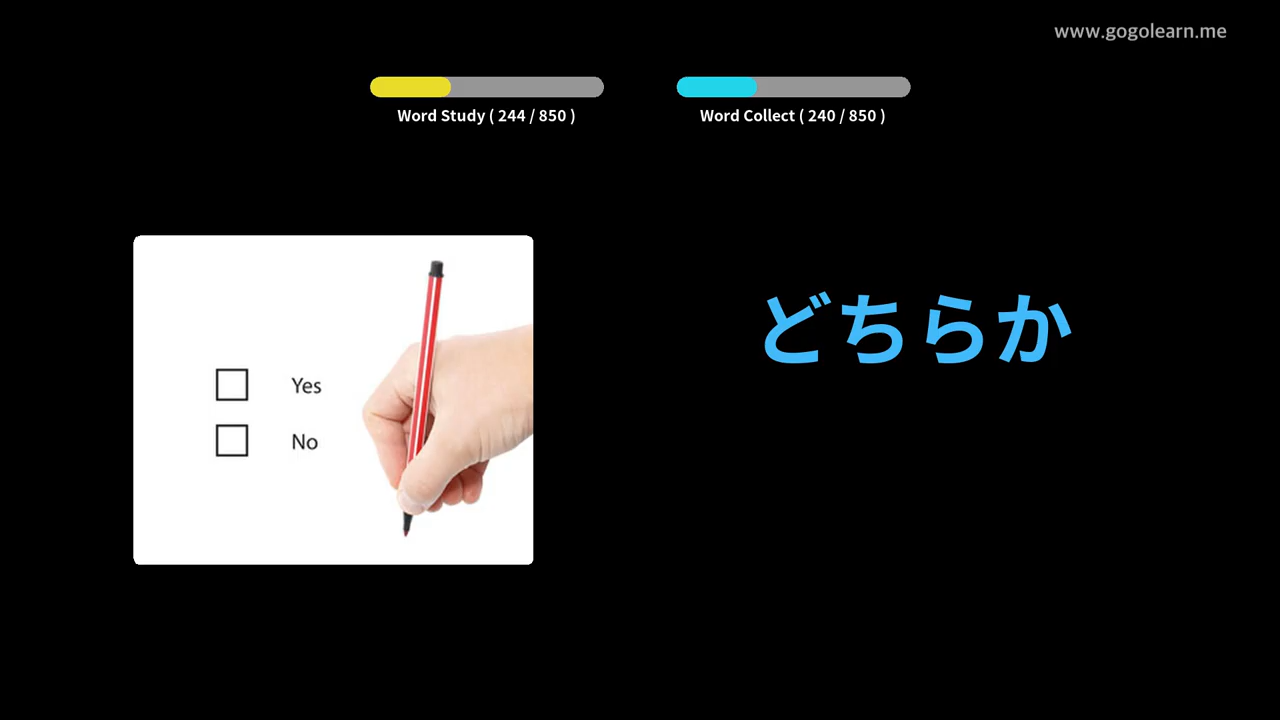 www.gogolearn.me
Word Study ( 244 / 850 )
Word Collect ( 240 / 850 )
Yes
No
どちらか